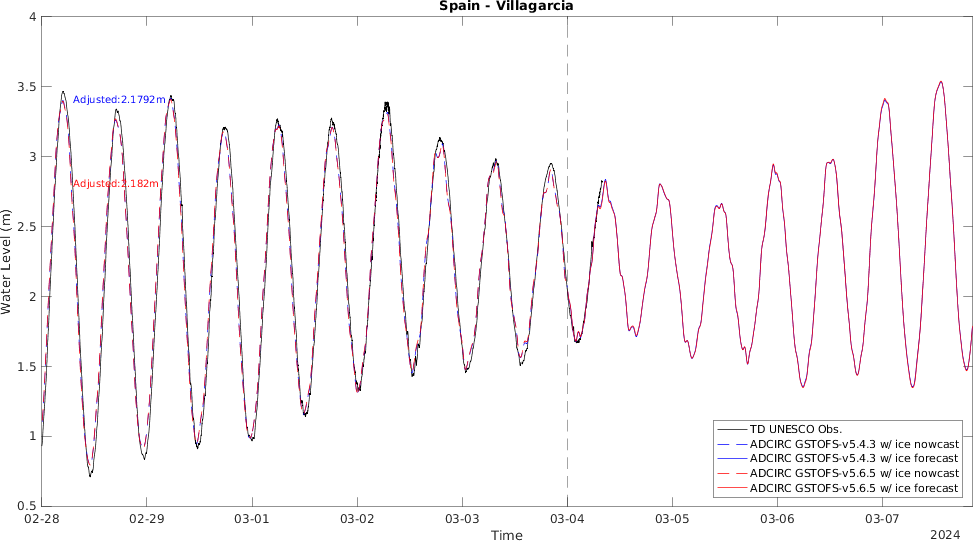 Spain - Villagarcia
4
3.5
3
2.5
2
1.5
1
0.5
Water Level (m)
Adjusted:2.1792m
Adjusted:2.182m
TD UNESCO Obs.
ADCIRC GSTOFS-v5.4.3 w/ ice nowcast
ADCIRC GSTOFS-v5.4.3 w/ ice forecast
ADCIRC GSTOFS-v5.6.5 w/ ice nowcast
ADCIRC GSTOFS-v5.6.5 w/ ice forecast
02-28 02-29 03-01 03-02 03-03 03-04 03-05 03-06 03-07
Time
2024